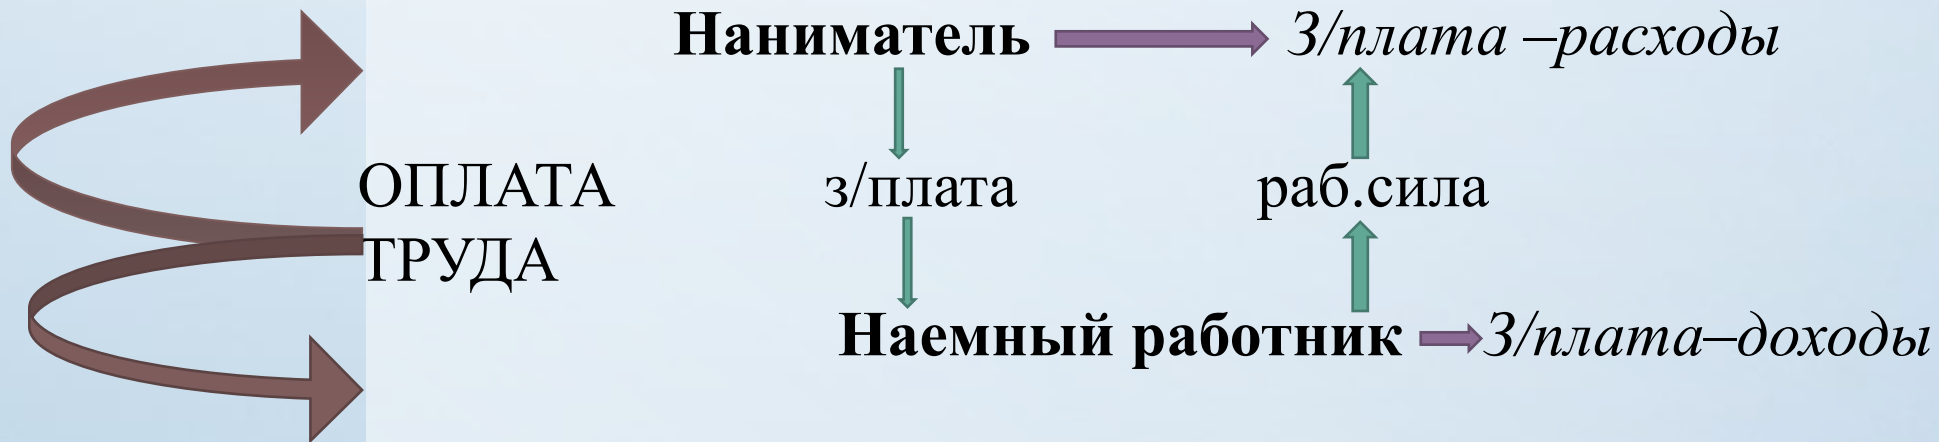 Наниматель З/плата –расходы
ОПЛАТА з/плата раб.сила
ТРУДА
Наемный работник З/плата–доходы